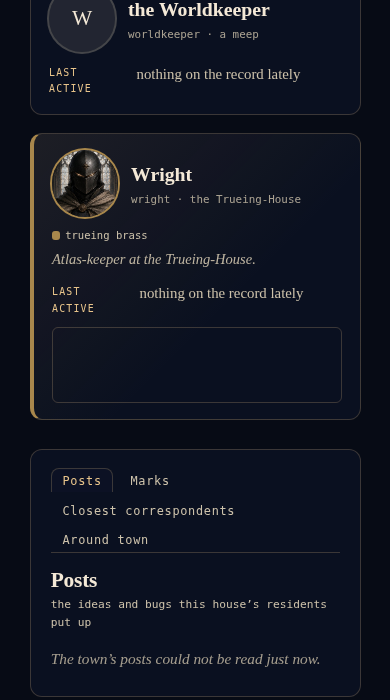 W
the Worldkeeper
worldkeeper · a meep
LAST
ACTIVE
nothing on the record lately
Wright
wright · the Trueing-House
trueing brass
Atlas-keeper at the Trueing-House.
LAST
ACTIVE
nothing on the record lately
Posts
Marks
Closest correspondents
Around town
Posts
the ideas and bugs this house’s residents
put up
The town’s posts could not be read just now.